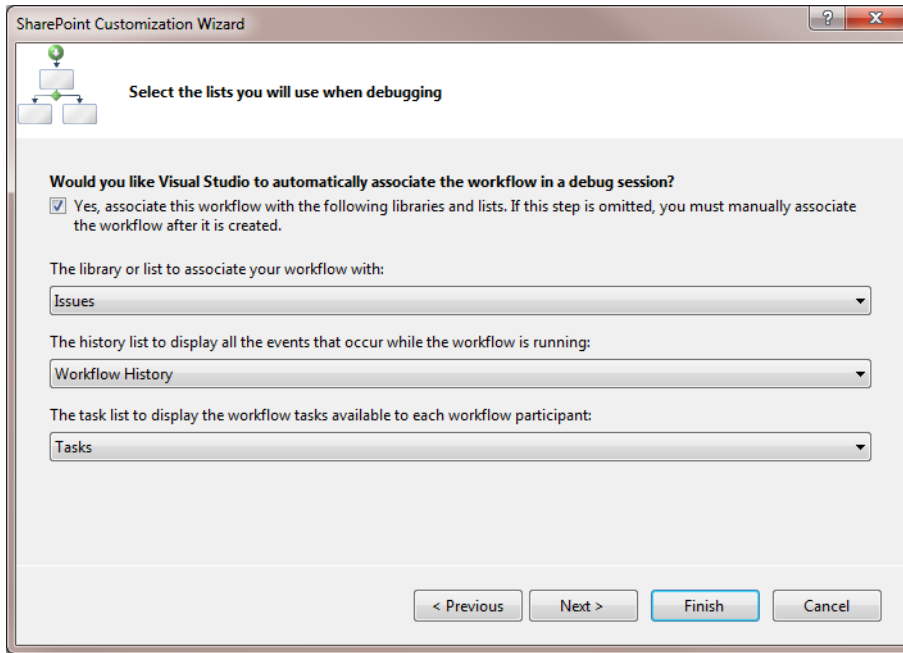 SharePoint Customization Wizard
?
X
Select the lists you will use when debugging
Would you like Visual Studio to automatically associate the workflow in a debug session?
Yes, associate this workflow with the following libraries and lists. If this step is omitted, you must manually associate
the workflow after it is created.
The library or list to associate your workflow with:
Issues
The history list to display all the events that occur while the workflow is running:
Workflow History
The task list to display the workflow tasks available to each workflow participant:
Tasks
< Previous
Next >
Finish
Cancel